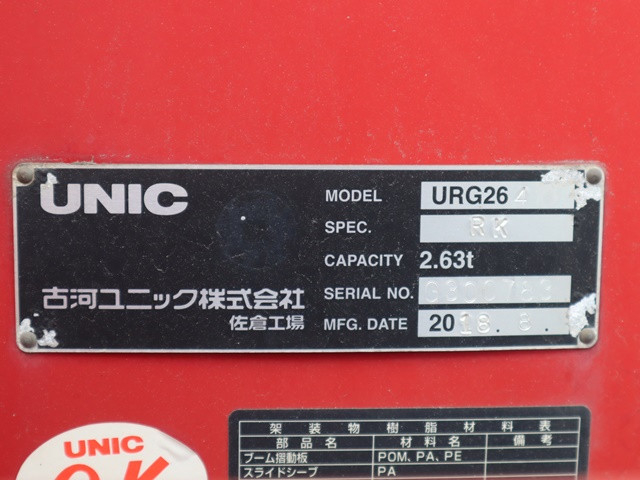 UNIC
MODEL URG26 4
SPEC. RK
CAPACITY 2.63t
古河ユニック株式会社
佐倉工場
SERIAL NO.
MFG. DATE 2018. 8.
UNIC
OK
架装物樹脂材料表
部品名 材料名 備考
ブーム摺動板 POM、PA、PE
スライドシーブ PA